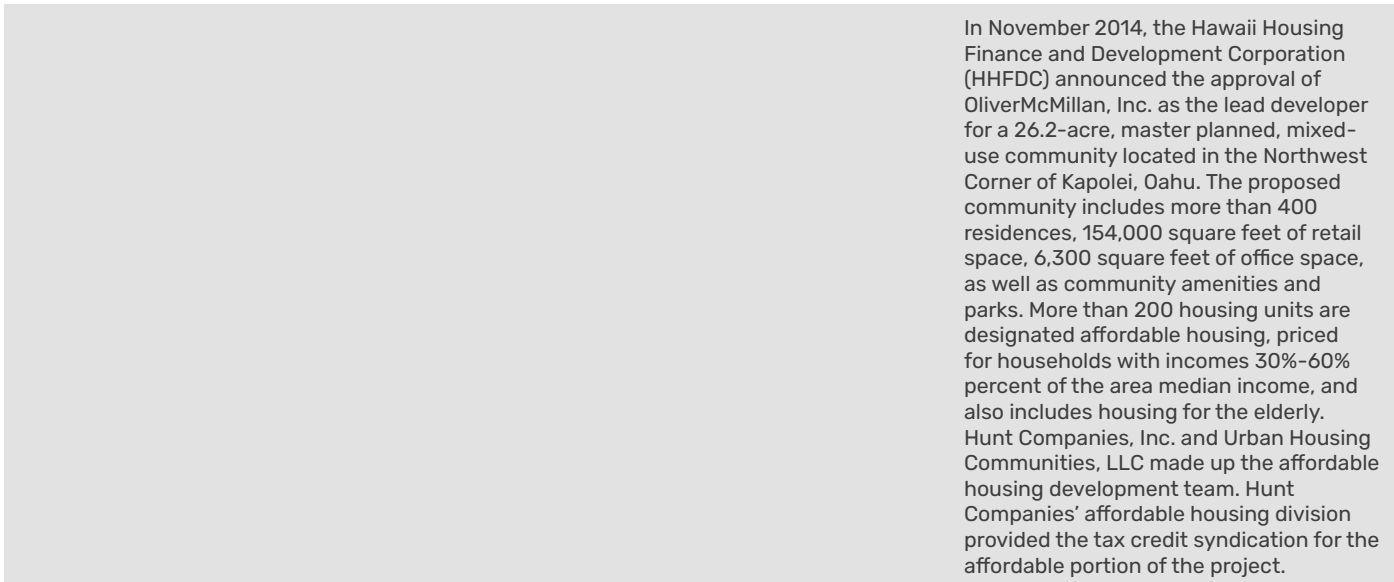 In November 2014, the Hawaii Housing
Finance and Development Corporation
(HHFDC) announced the approval of
OliverMcMillan, Inc. as the lead developer
for a 26.2-acre, master planned, mixed-
use community located in the Northwest
Corner of Kapolei, Oahu. The proposed
community includes more than 400
residences, 154,000 square feet of retail
space, 6,300 square feet of office space,
as well as community amenities and
parks. More than 200 housing units are
designated affordable housing, priced
for households with incomes 30%-60%
percent of the area median income, and
also includes housing for the elderly.
Hunt Companies, Inc. and Urban Housing
Communities, LLC made up the affordable
housing development team. Hunt
Companies' affordable housing division
provided the tax credit syndication for the
affordable portion of the project.